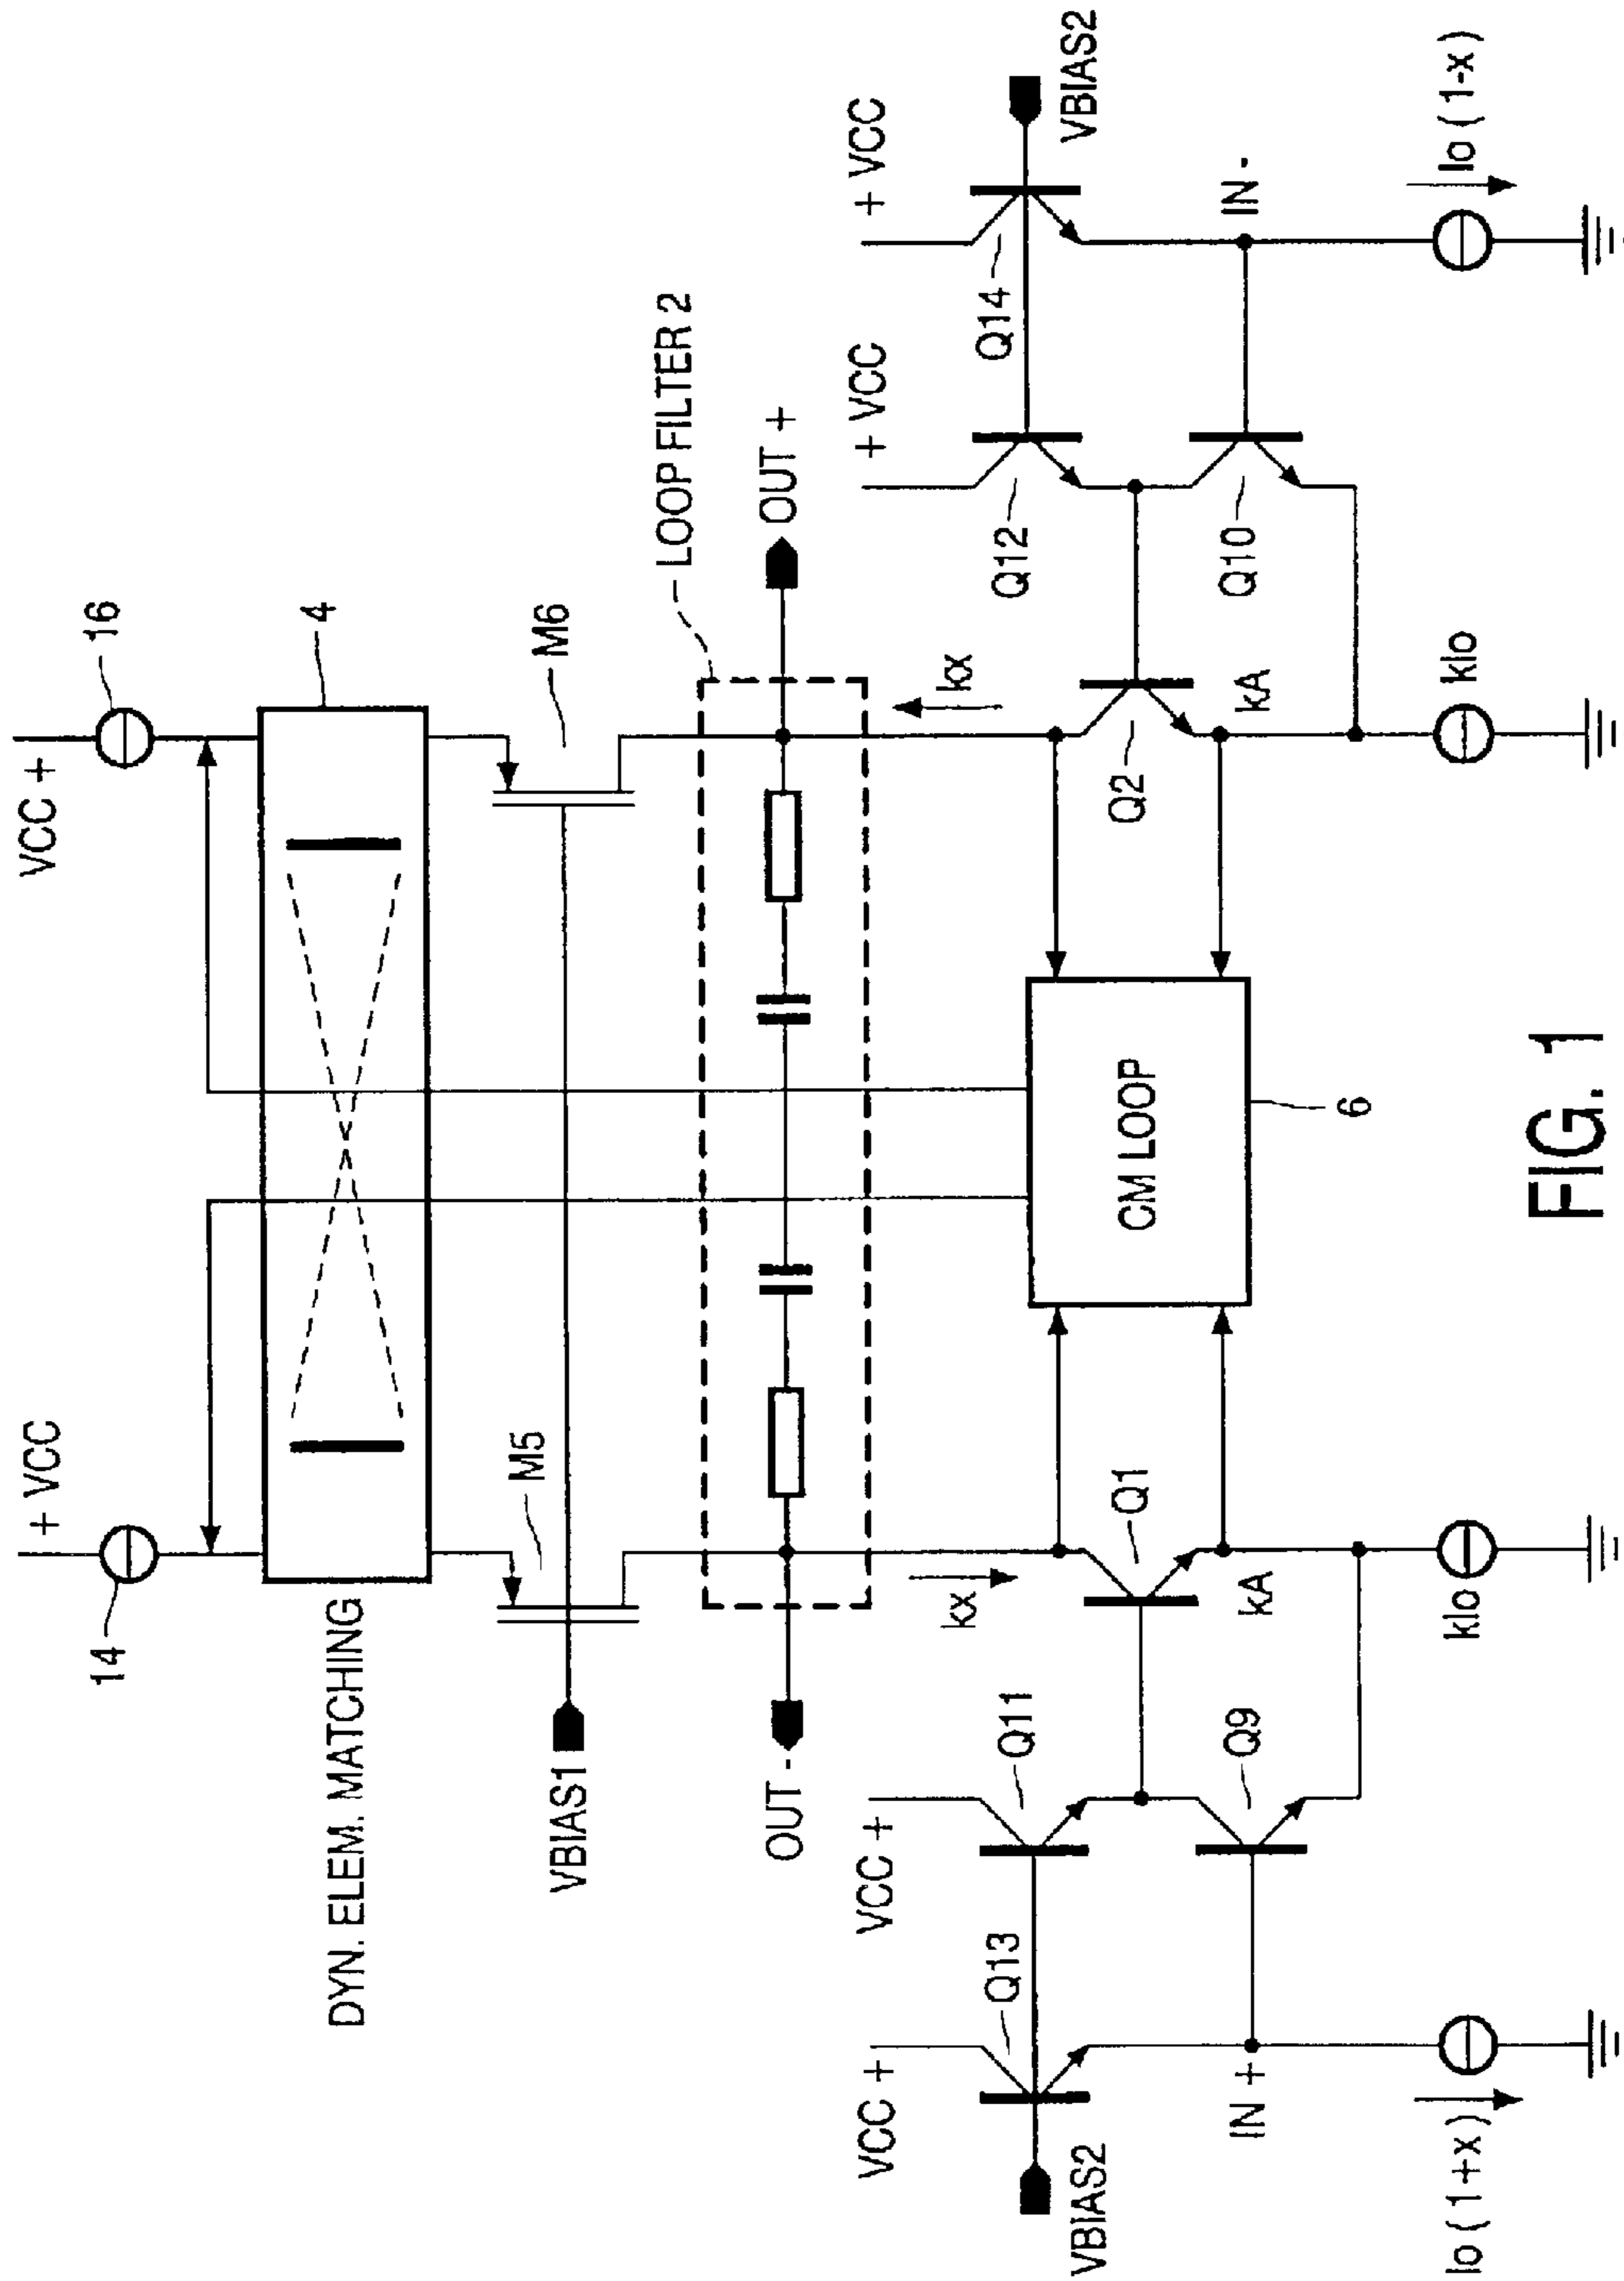 + VCC
VCC +
14
16
DYN. ELEM. MATCHING
4
M5
M6
VBIAS1
LOOP FILTER 2
OUT -
OUT +
kx
kx
VCC +
VCC +
+ VCC
+ VCC
Q13
Q11
Q12
Q14
VBIAS2
VBIAS2
Q1
CM LOOP
Q2
Q9
Q10
IN +
kA
kA
IN -
6
Io ( 1+x )
kIo
kIo
Io ( 1-x )
FIG. 1